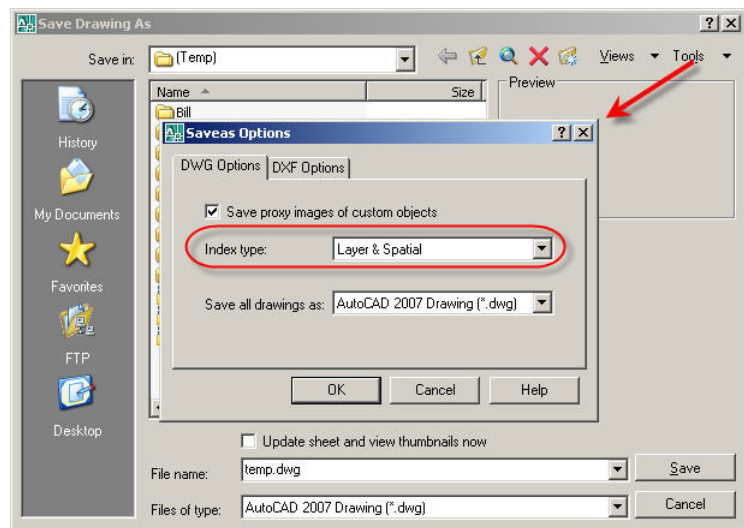 Save Drawing As
Save in: (Temp) Views Tools
Name Size Preview
Bill
History
My Documents
Favorites
FTP
Desktop
Saveas Options
DWG Options DXF Options
Save proxy images of custom objects
Index type: Layer & Spatial
Save all drawings as: AutoCAD 2007 Drawing (*.dwg)
OK Cancel Help
Update sheet and view thumbnails now
File name: temp.dwg Save
Files of type: AutoCAD 2007 Drawing (*.dwg) Cancel